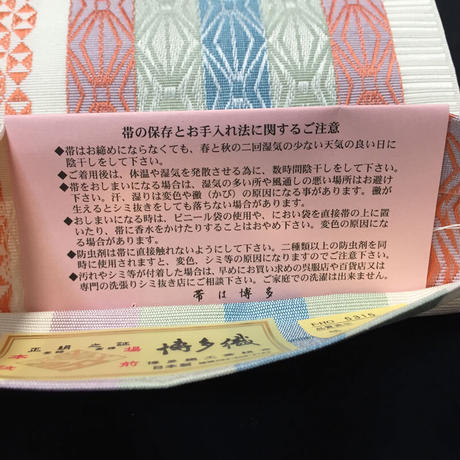 帯の保存とお手入れ法に関するご注意
◆帯はお締めにならなくても、春と秋の二回湿気の少ない天気の良い日に
陰干しをして下さい。
◆ご着用後は、体温や湿気を発散させる為に、数時間陰干しして下さい。
◆帯をおしまいになる場合は、湿気の多い所や風通しの悪い場所はお避け
下さい。汗、湿りは変色や黴(かび)の原因になる事があります。黴が
生えるとシミ抜きをしても落ちない場合があります。
◆おしまいになる時は、ビニール袋の使用や、におい袋を直接帯の上に置
いたり、帯に香水をかけたりすることはおやめ下さい。変色の原因にな
る場合があります。
◆防虫剤は帯に直接触れないようにして下さい。二種類以上の防虫剤を同
時に使用されますと、変色、シミ等の原因になりますのでご注意下さい。
◆汚れやシミ等が付着した場合は、早めにお買い求めの呉服店や百貨店又は
専門の洗張りシミ抜き店にご相談下さい。ご家庭での洗濯は出来ません。
帯は博多
正絹之証
本場
筑前
博多織
日本製